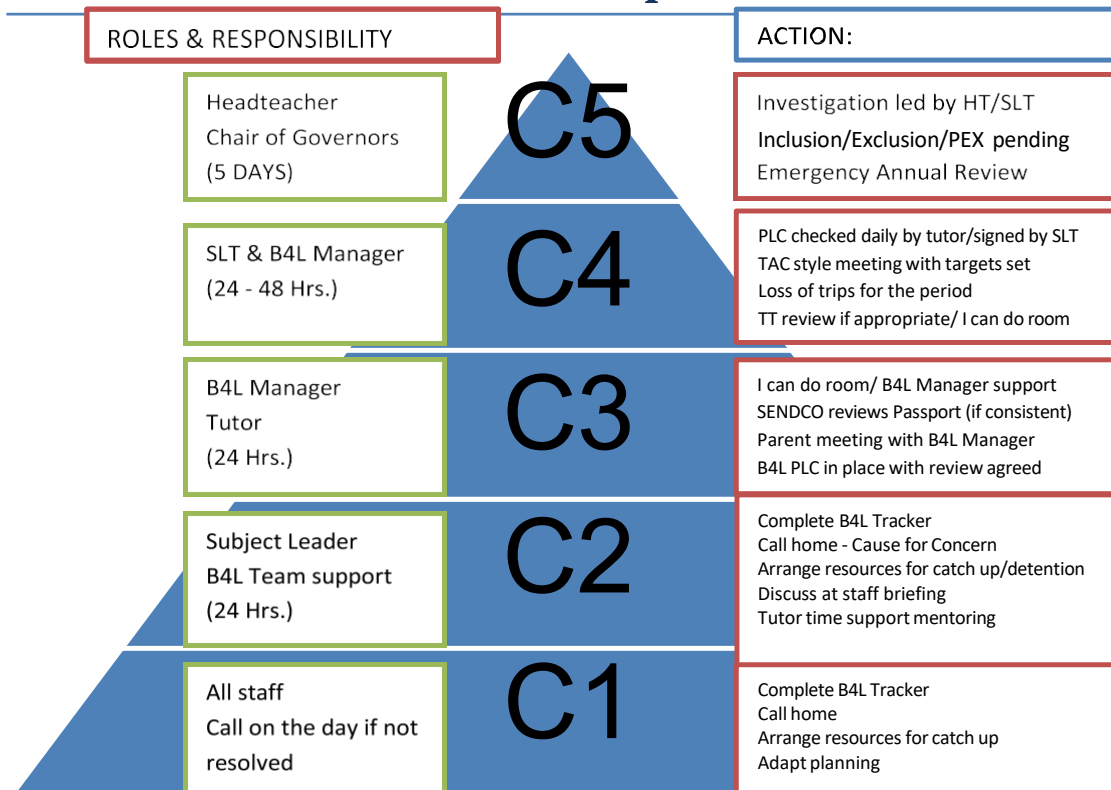 ROLES & RESPONSIBILITY
ACTION:
Headteacher
Chair of Governors
(5 DAYS)
C5
Investigation led by HT/SLT
Inclusion/Exclusion/PEX pending
Emergency Annual Review
SLT & B4L Manager
(24 - 48 Hrs.)
C4
PLC checked daily by tutor/signed by SLT
TAC style meeting with targets set
Loss of trips for the period
TT review if appropriate/ I can do room
B4L Manager
Tutor
(24 Hrs.)
C3
I can do room/ B4L Manager support
SENDCO reviews Passport (if consistent)
Parent meeting with B4L Manager
B4L PLC in place with review agreed
Subject Leader
B4L Team support
(24 Hrs.)
C2
Complete B4L Tracker
Call home - Cause for Concern
Arrange resources for catch up/detention
Discuss at staff briefing
Tutor time support mentoring
All staff
Call on the day if not
resolved
C1
Complete B4L Tracker
Call home
Arrange resources for catch up
Adapt planning